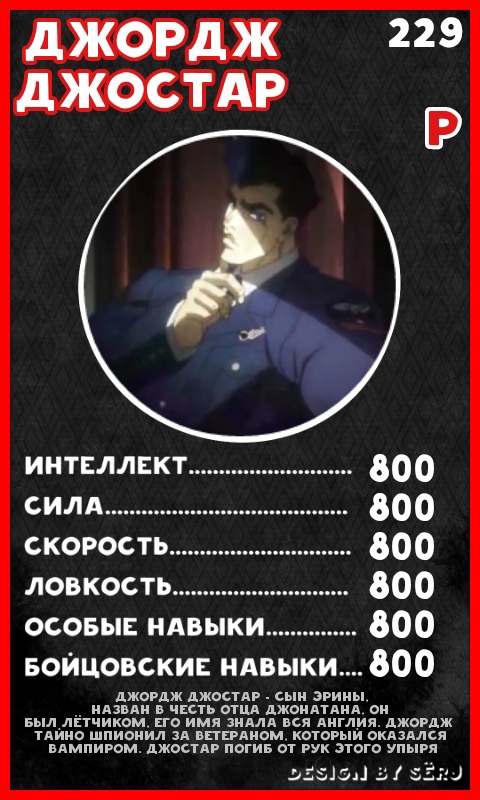 ДЖОРДЖ
ДЖОСТАР
229
Р
ИНТЕЛЛЕКТ............................ 800
СИЛА.......................................... 800
СКОРОСТЬ............................... 800
ЛОВКОСТЬ.............................. 800
ОСОБЫЕ НАВЫКИ............... 800
БОЙЦОВСКИЕ НАВЫКИ.... 800
ДЖОРДЖ ДЖОСТАР - СЫН ЭРИНЫ,
НАЗВАН В ЧЕСТЬ ОТЦА ДЖОНАТАНА. ОН
БЫЛ ЛЁТЧИКОМ, ЕГО ИМЯ ЗНАЛА ВСЯ АНГЛИЯ. ДЖОРДЖ
ТАЙНО ШПИОНИЛ ЗА ВЕТЕРАНОМ, КОТОРЫЙ ОКАЗАЛСЯ
ВАМПИРОМ. ДЖОСТАР ПОГИБ ОТ РУК ЭТОГО УПЫРЯ
DESIGN BY SЁRJ